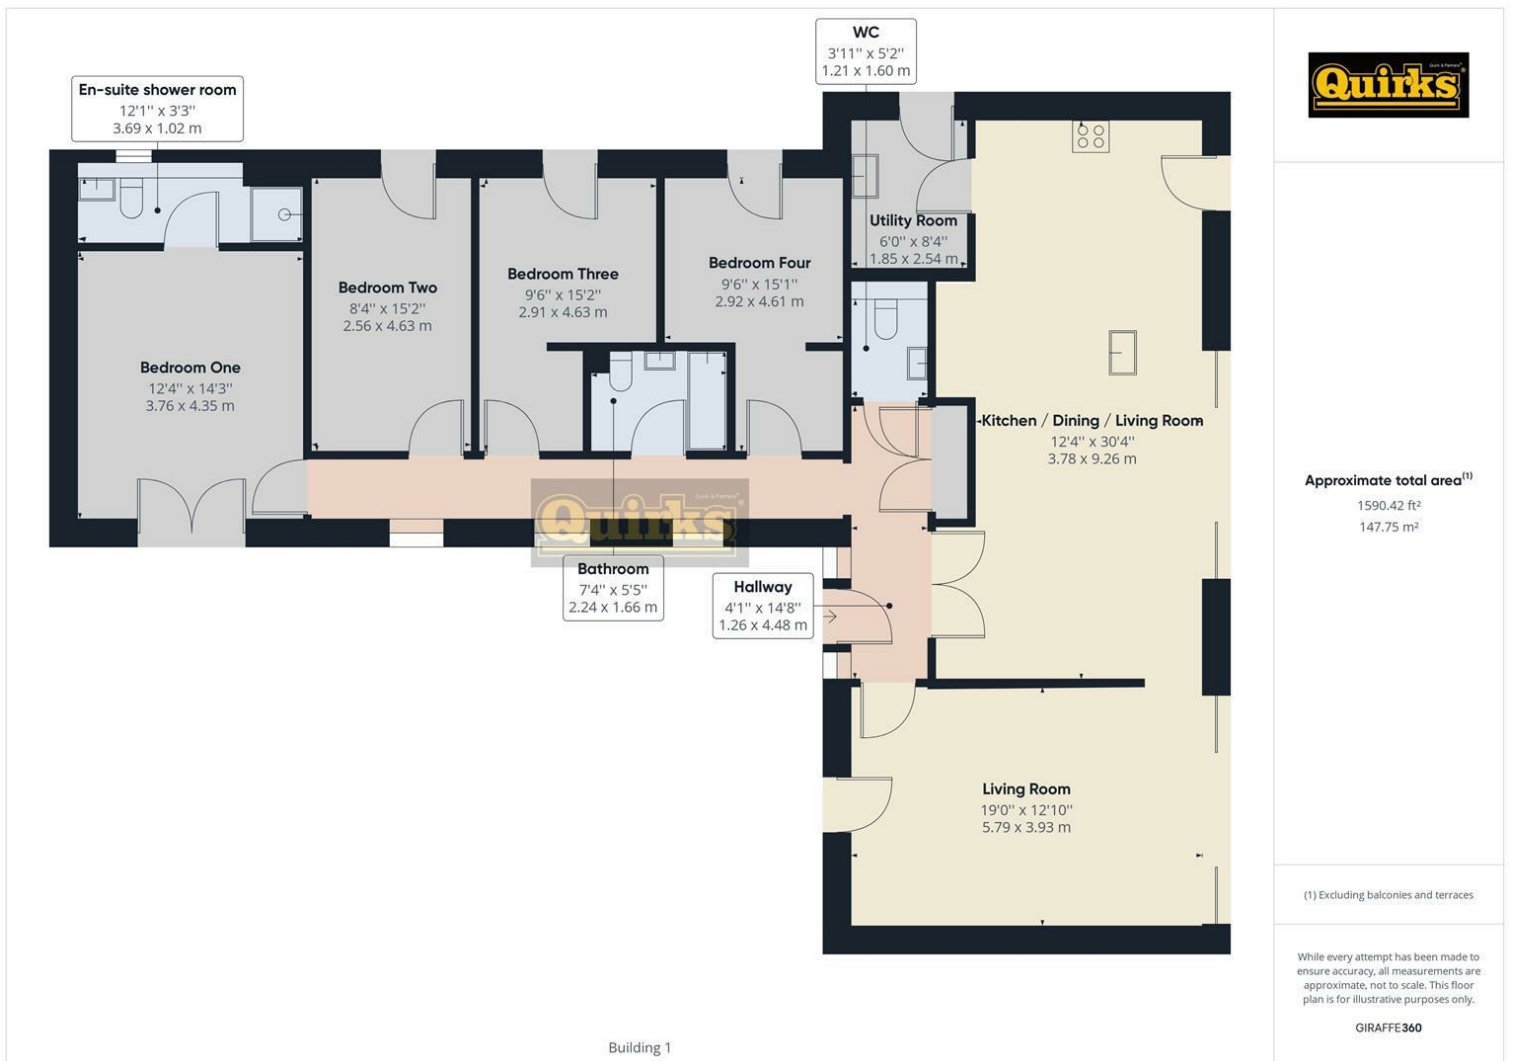 WC
3'11'' x 5'2''
1.21 x 1.60 m
En-suite shower room
12'1'' x 3'3''
3.69 x 1.02 m
Quirks
Utility Room
6'0'' x 8'4''
1.85 x 2.54 m
Bedroom Two
8'4'' x 15'2''
2.56 x 4.63 m
Bedroom Three
9'6'' x 15'2''
2.91 x 4.63 m
Bedroom Four
9'6'' x 15'1''
2.92 x 4.61 m
Bedroom One
12'4'' x 14'3''
3.76 x 4.35 m
Kitchen / Dining / Living Room
12'4'' x 30'4''
3.78 x 9.26 m
Quirks
Bathroom
7'4'' x 5'5''
2.24 x 1.66 m
Hallway
4'1'' x 14'8''
1.26 x 4.48 m
Living Room
19'0'' x 12'10''
5.79 x 3.93 m
Building 1
Approximate total area(1)
1590.42 ft²
147.75 m²
(1) Excluding balconies and terraces
While every attempt has been made to
ensure accuracy, all measurements are
approximate, not to scale. This floor
plan is for illustrative purposes only.
GIRAFFE360